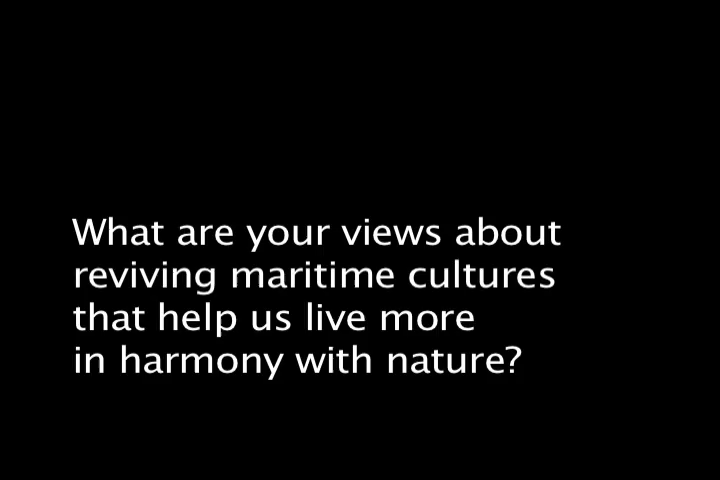 What are your views about
reviving maritime cultures
that help us live more
in harmony with nature?